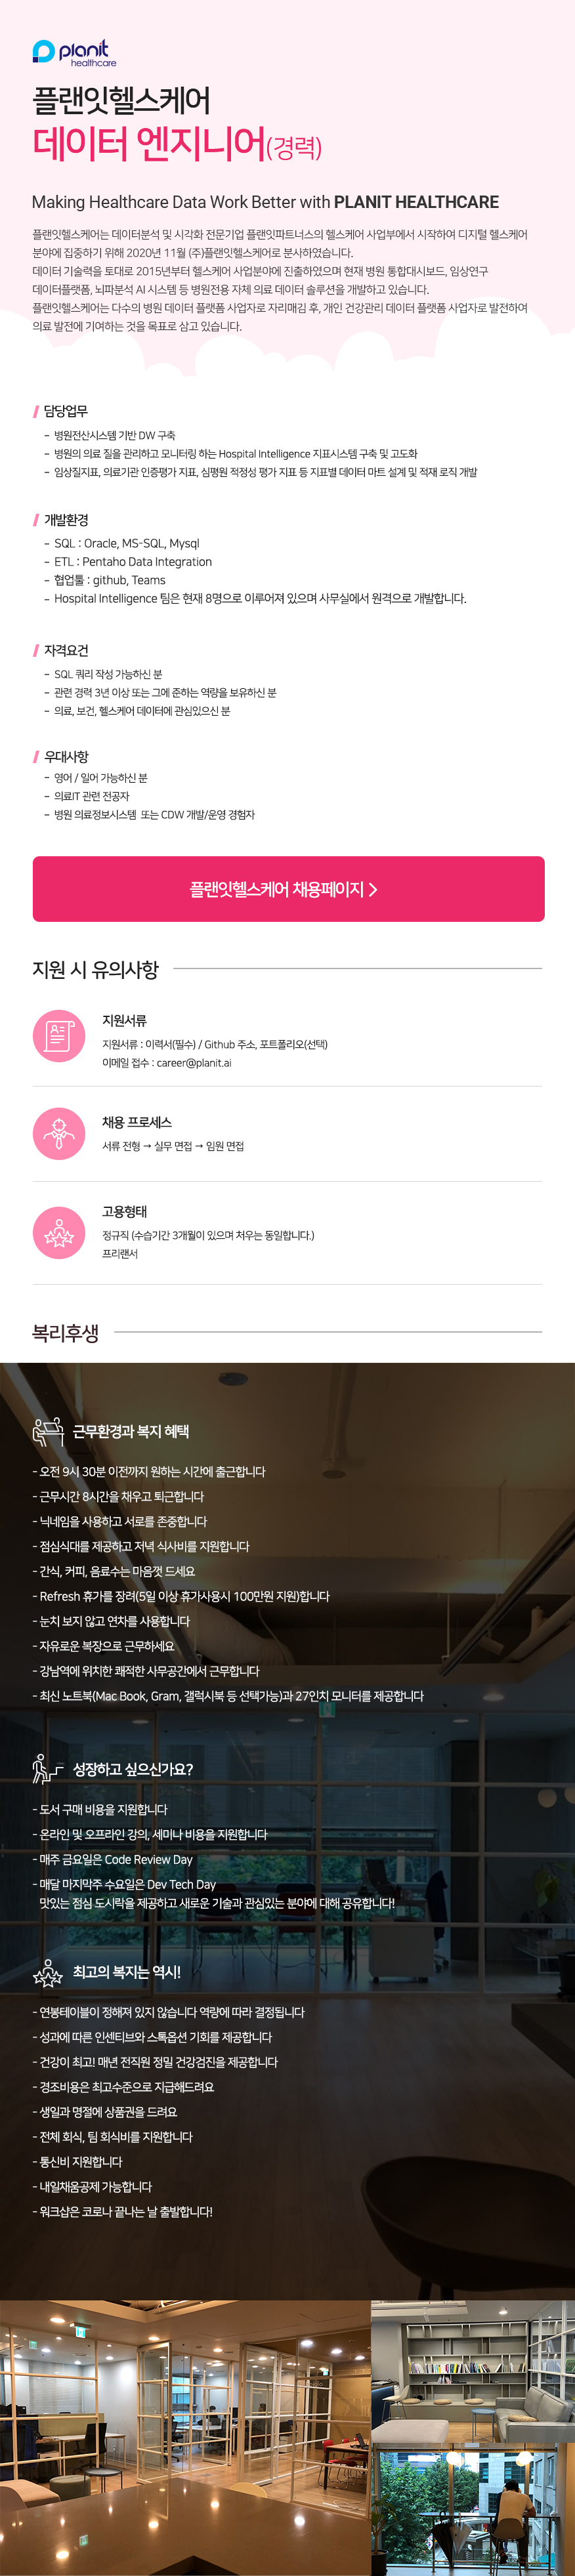 planit
healthcare
플랜잇헬스케어
데이터 엔지니어(경력)
Making Healthcare Data Work Better with PLANIT HEALTHCARE
플랜잇헬스케어는 데이터분석 및 시각화 전문기업 플랜잇파트너스의 헬스케어 사업부에서 시작하여 디지털 헬스케어
분야에 집중하기 위해 2020년 11월 (주)플랜잇헬스케어로 분사하였습니다.
데이터 기술력을 토대로 2015년부터 헬스케어 사업분야에 진출하였으며 현재 병원 통합대시보드, 임상연구
데이터플랫폼, 뇌파분석 AI 시스템 등 병원전용 자체 의료 데이터 솔루션을 개발하고 있습니다.
플랜잇헬스케어는 다수의 병원 데이터 플랫폼 사업자로 자리매김 후, 개인 건강관리 데이터 플랫폼 사업자로 발전하여
의료 발전에 기여하는 것을 목표로 삼고 있습니다.
담당업무
- 병원전산시스템 기반 DW 구축
- 병원의 의료 질을 관리하고 모니터링 하는 Hospital Intelligence 지표시스템 구축 및 고도화
- 임상질지표, 의료기관 인증평가 지표, 심평원 적정성 평가 지표 등 지표별 데이터 마트 설계 및 적재 로직 개발
개발환경
- SQL : Oracle, MS-SQL, Mysql
- ETL : Pentaho Data Integration
- 협업툴 : github, Teams
- Hospital Intelligence 팀은 현재 8명으로 이루어져 있으며 사무실에서 원격으로 개발합니다.
자격요건
- SQL 쿼리 작성 가능하신 분
- 관련 경력 3년 이상 또는 그에 준하는 역량을 보유하신 분
- 의료, 보건, 헬스케어 데이터에 관심있으신 분
우대사항
- 영어 / 일어 가능하신 분
- 의료IT 관련 전공자
- 병원 의료정보시스템 또는 CDW 개발/운영 경험자
플랜잇헬스케어 채용페이지 >
지원 시 유의사항
지원서류
지원서류 : 이력서(필수) / Github 주소, 포트폴리오(선택)
이메일 접수 : career@planit.ai
채용 프로세스
서류 전형 → 실무 면접 → 임원 면접
고용형태
정규직 (수습기간 3개월이 있으며 처우는 동일합니다.)
프리랜서
복리후생
근무환경과 복지 혜택
- 오전 9시 30분 이전까지 원하는 시간에 출근합니다
- 근무시간 8시간을 채우고 퇴근합니다
- 닉네임을 사용하고 서로를 존중합니다
- 점심식대를 제공하고 저녁 식사비를 지원합니다
- 간식, 커피, 음료수는 마음껏 드세요
- Refresh 휴가를 장려(5일 이상 휴가사용시 100만원 지원)합니다
- 눈치 보지 않고 연차를 사용합니다
- 자유로운 복장으로 근무하세요
- 강남역에 위치한 쾌적한 사무공간에서 근무합니다
- 최신 노트북(Mac Book, Gram, 갤럭시북 등 선택가능)과 27인치 모니터를 제공합니다
성장하고 싶으신가요?
- 도서 구매 비용을 지원합니다
- 온라인 및 오프라인 강의, 세미나 비용을 지원합니다
- 매주 금요일은 Code Review Day
- 매달 마지막주 수요일은 Dev Tech Day
맛있는 점심 도시락을 제공하고 새로운 기술과 관심있는 분야에 대해 공유합니다!
최고의 복지는 역시!
- 연봉테이블이 정해져 있지 않습니다 역량에 따라 결정됩니다
- 성과에 따른 인센티브와 스톡옵션 기회를 제공합니다
- 건강이 최고! 매년 전직원 정밀 건강검진을 제공합니다
- 경조비용은 최고수준으로 지급해드려요
- 생일과 명절에 상품권을 드려요
- 전체 회식, 팀 회식비를 지원합니다
- 통신비 지원합니다
- 내일채움공제 가능합니다
- 워크샵은 코로나 끝나는 날 출발합니다!